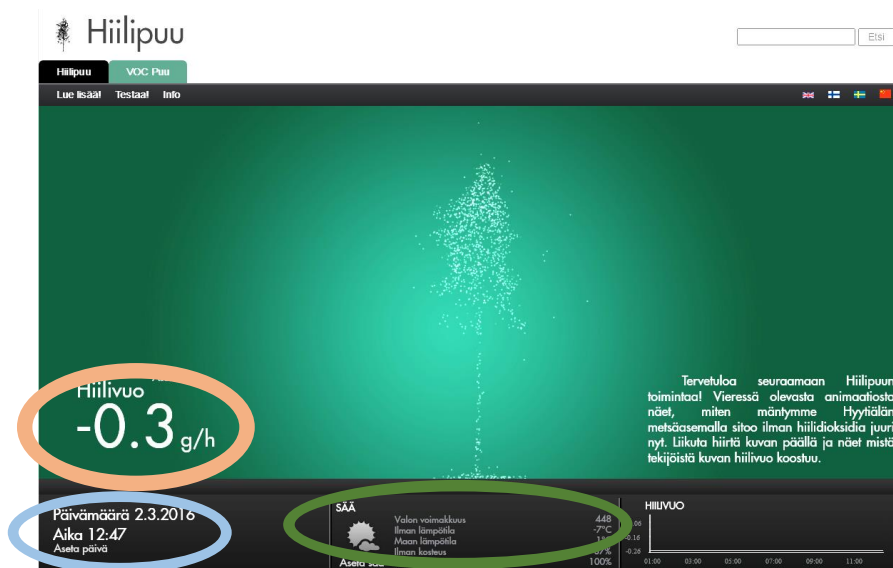 Hiilipuu
Etsi
Hiilipuu VOC Puu
Lue lisää! Testaa! Info
Hiilivuo
-0.3 g/h
Tervetuloa seuraamaan Hiilipuun
toimintaa! Vieressä olevasta animaatiosta
näet, miten mäntymme Hyytiälän
metsäasemalla sitoo ilman hiilidioksidia juuri
nyt. Liikuta hiirtä kuvan päällä ja näet mistä
tekijöistä kuvan hiilivuo koostuu.
Päivämäärä 2.3.2016
Aika 12:47
Aseta päivä
SÄÄ
Valon voimakkuus 448
Ilman lämpötila -7°C
Maan lämpötila
Ilman kosteus
Aseta sää 100%
HIILIVUO
-0.16
-0.26
01:00 03:00 05:00 07:00 09:00 11:00